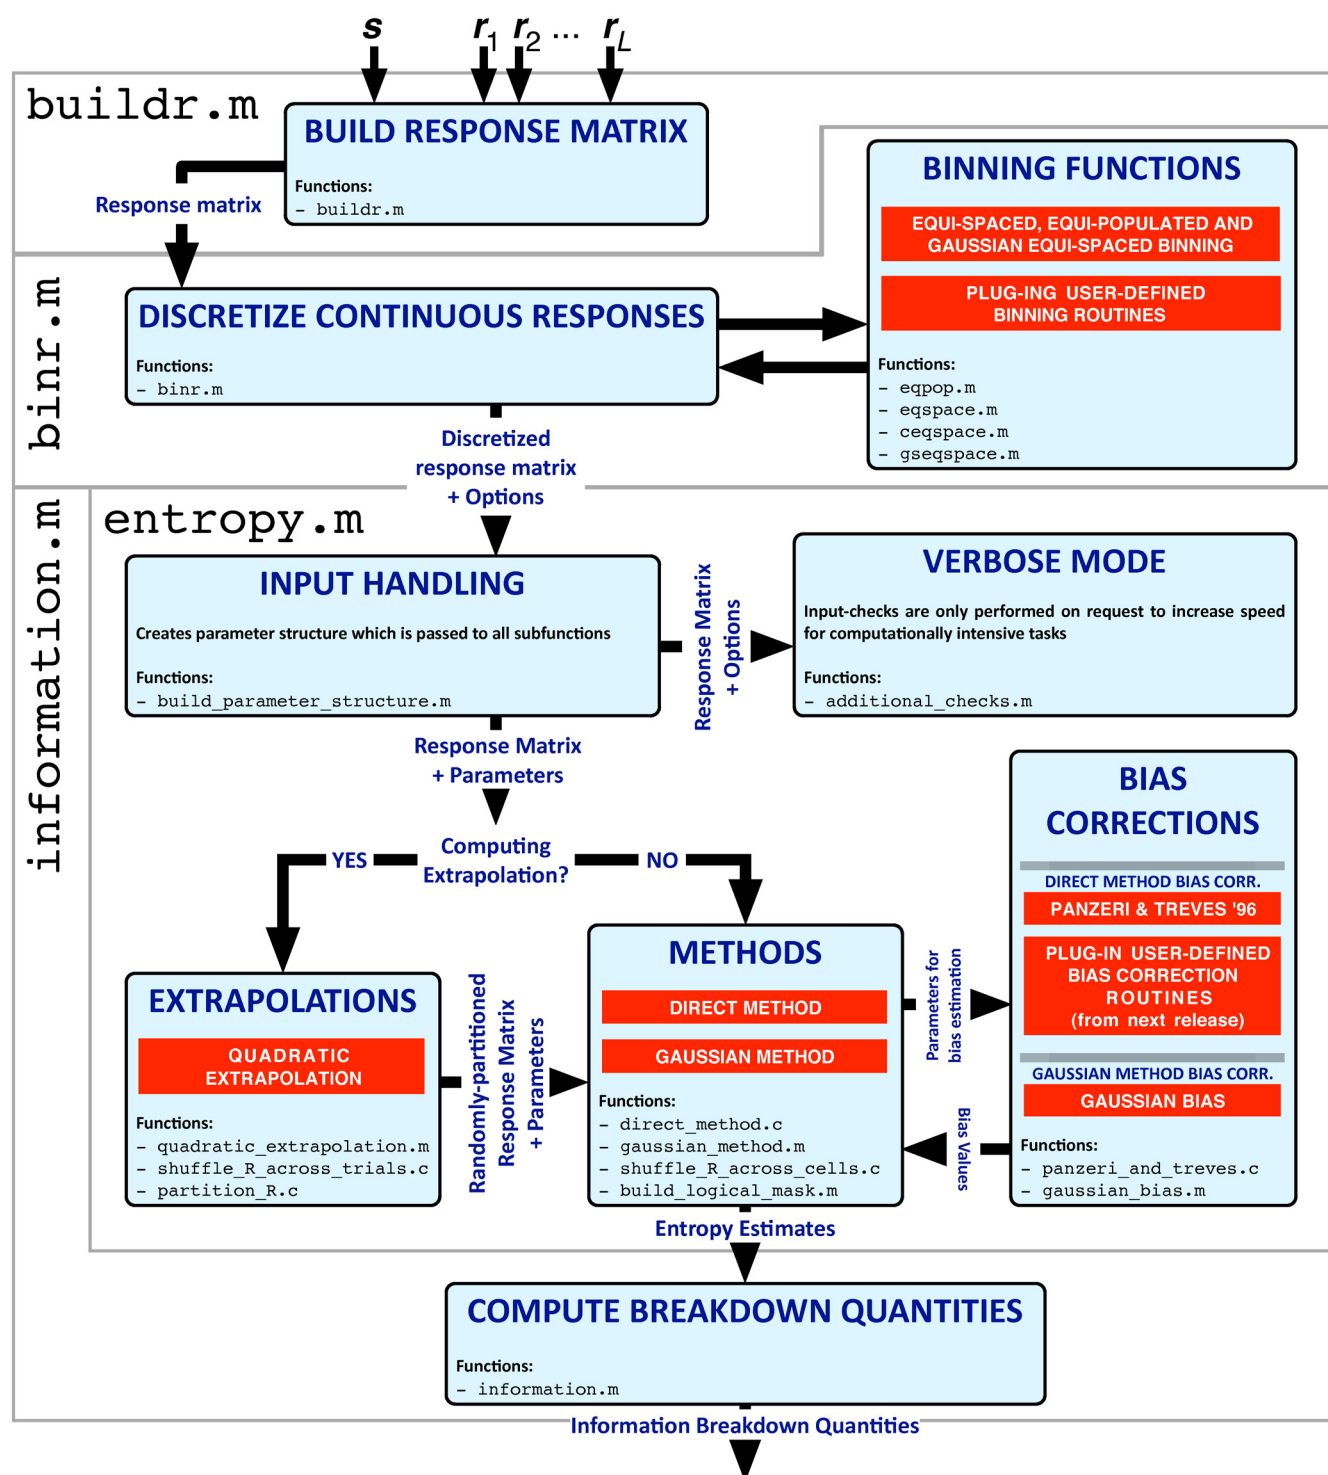 s r1 r2 ... rL
buildr.m
BUILD RESPONSE MATRIX
Functions:
- buildr.m
Response matrix
BINNING FUNCTIONS
EQUI-SPACED, EQUI-POPULATED AND
GAUSSIAN EQUI-SPACED BINNING
PLUG-ING USER-DEFINED
BINNING ROUTINES
Functions:
- eqpop.m
- eqspace.m
- ceqspace.m
- gseqspace.m
binr.m
DISCRETIZE CONTINUOUS RESPONSES
Functions:
- binr.m
Discretized
response matrix
+ Options
information.m
entropy.m
INPUT HANDLING
Creates parameter structure which is passed to all subfunctions
Functions:
- build_parameter_structure.m
Response Matrix
+ Options
VERBOSE MODE
Input-checks are only performed on request to increase speed
for computationally intensive tasks
Functions:
- additional_checks.m
Response Matrix
+ Parameters
Computing
Extrapolation?
YES
NO
EXTRAPOLATIONS
QUADRATIC
EXTRAPOLATION
Functions:
- quadratic_extrapolation.m
- shuffle_R_across_trials.c
- partition_R.c
Randomly-partitioned
Response Matrix
+ Parameters
METHODS
DIRECT METHOD
GAUSSIAN METHOD
Functions:
- direct_method.c
- gaussian_method.m
- shuffle_R_across_cells.c
- build_logical_mask.m
Parameters for
bias estimation
Bias Values
BIAS
CORRECTIONS
DIRECT METHOD BIAS CORR.
PANZERI & TREVES '96
PLUG-IN USER-DEFINED
BIAS CORRECTION
ROUTINES
(from next release)
GAUSSIAN METHOD BIAS CORR.
GAUSSIAN BIAS
Functions:
- panzeri_and_treves.c
- gaussian_bias.m
Entropy Estimates
COMPUTE BREAKDOWN QUANTITIES
Functions:
- information.m
Information Breakdown Quantities